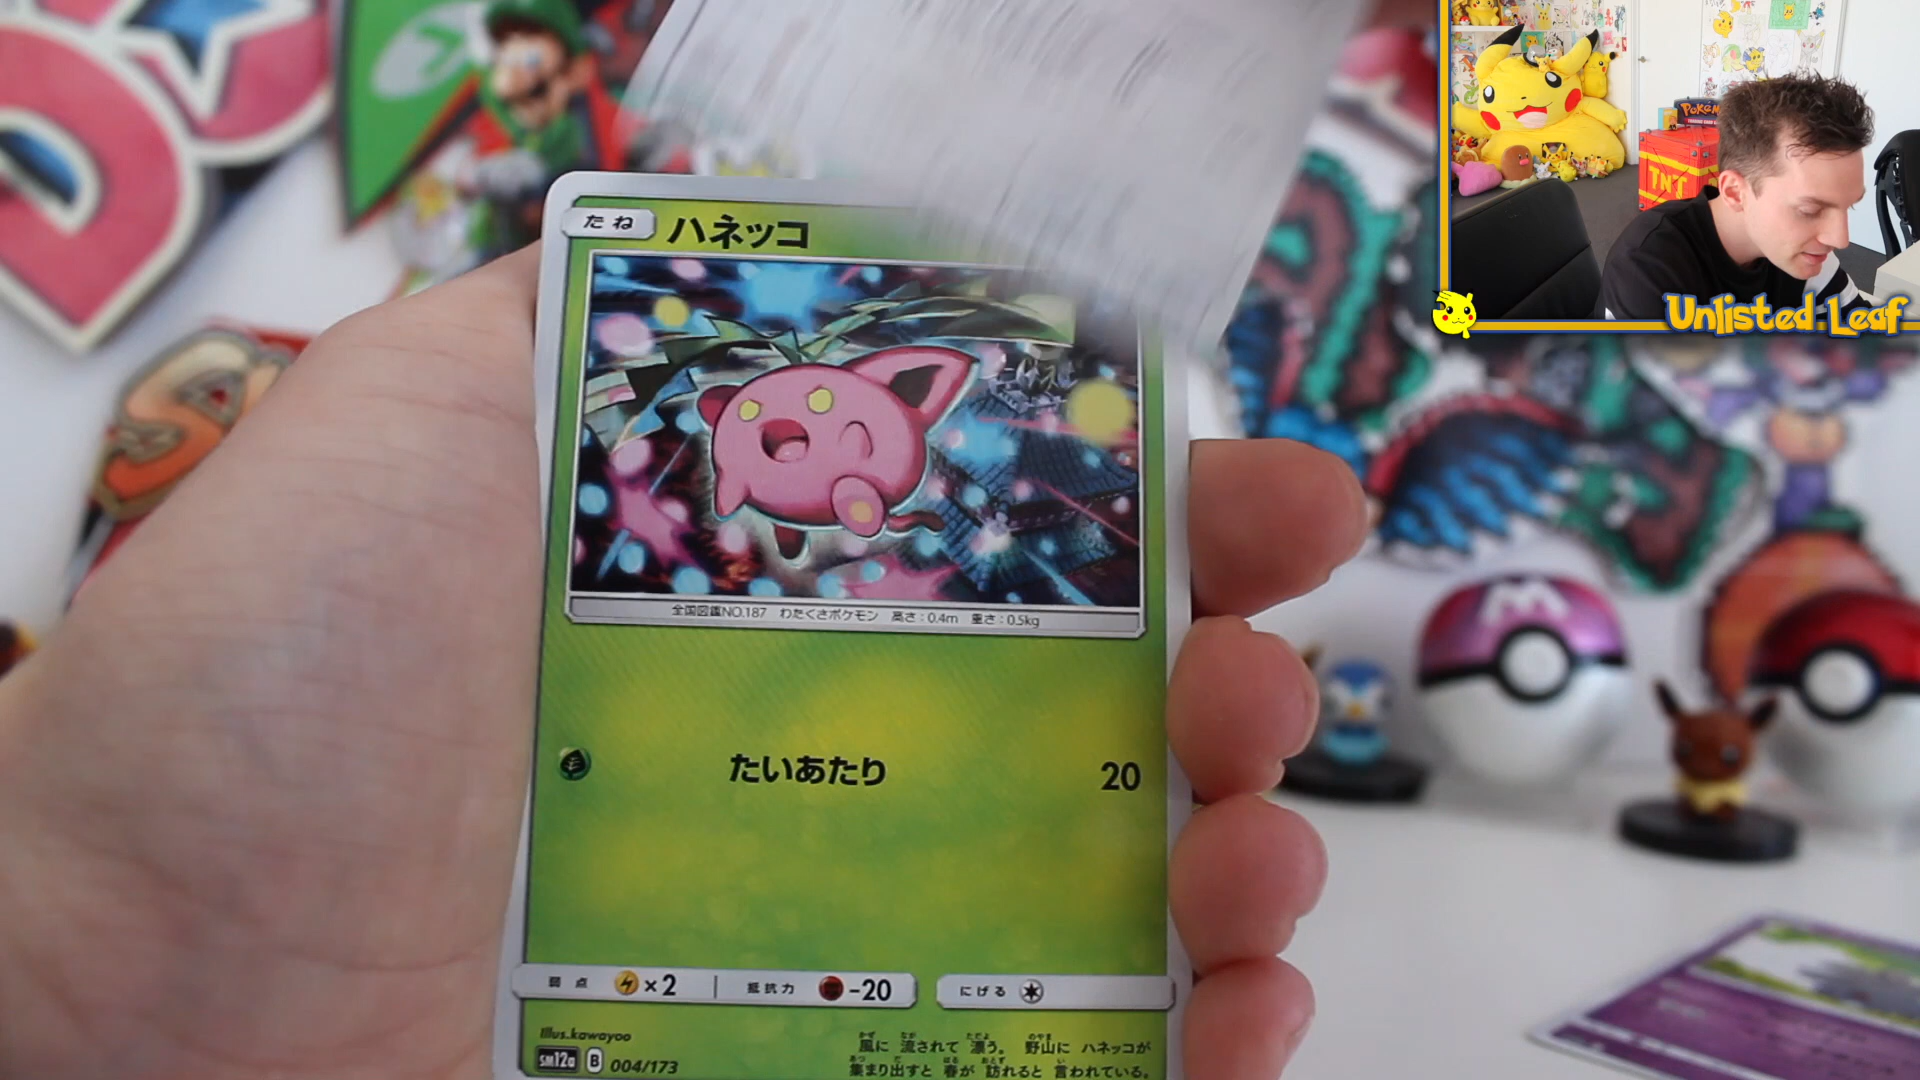 たね ハネッコ
全国図鑑NO.187 わたくさポケモン 高さ:0.4m 重さ:0.5kg
たいあたり 20
弱点 ×2 抵抗力 -20 にげる
Illus.kawayoo
SM12a B 004/173
風に 流されて 漂う。 野山に ハネッコが
集まり出すと 春が 訪れると 言われている。
POKéM
TNT
Unlisted Leaf
M